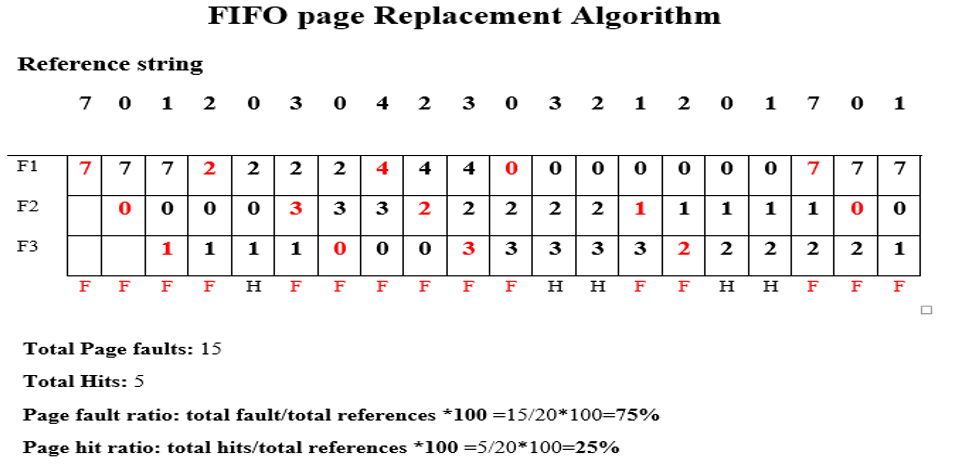 FIFO page Replacement Algorithm
Reference string
7 0 1 2 0 3 0 4 2 3 0 3 2 1 2 0 1 7 0 1
F1 7 7 7 2 2 2 2 4 4 4 0 0 0 0 0 0 0 7 7 7
F2 0 0 0 0 3 3 3 2 2 2 2 2 1 1 1 1 1 0 0
F3 1 1 1 1 0 0 0 3 3 3 3 3 2 2 2 2 2 1
F F F F H F F F F F F H H F F H H F F F
Total Page faults: 15
Total Hits: 5
Page fault ratio: total fault/total references *100 =15/20*100=75%
Page hit ratio: total hits/total references *100 =5/20*100=25%